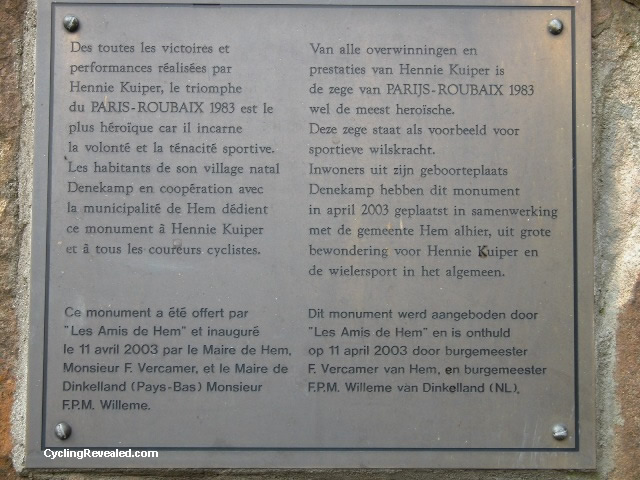 Des toutes les victoires et
performances réalisées par
Hennie Kuiper, le triomphe
du PARIS-ROUBAIX 1983 est le
plus héroïque car il incarne
la volonté et la ténacité sportive.
Les habitants de son village natal
Denekamp en coopération avec
la municipalité de Hem dédient
ce monument à Hennie Kuiper
et à tous les coureurs cyclistes.
Ce monument a été offert par
"Les Amis de Hem" et inauguré
le 11 avril 2003 par le Maire de Hem,
Monsieur F. Vercamer, et le Maire de
Dinkelland (Pays-Bas) Monsieur
F.P.M. Willeme.
Van alle overwinningen en
prestaties van Hennie Kuiper is
de zege van PARIJS-ROUBAIX 1983
wel de meest heroïsche.
Deze zege staat als voorbeeld voor
sportieve wilskracht.
Inwoners uit zijn geboorteplaats
Denekamp hebben dit monument
in april 2003 geplaatst in samenwerking
met de gemeente Hem alhier, uit grote
bewondering voor Hennie Kuiper en
de wielersport in het algemeen.
Dit monument werd aangeboden door
"Les Amis de Hem" en is onthuld
op 11 april 2003 door burgemeester
F. Vercamer van Hem, en burgemeester
F.P.M. Willeme van Dinkelland (NL).
CyclingRevealed.com